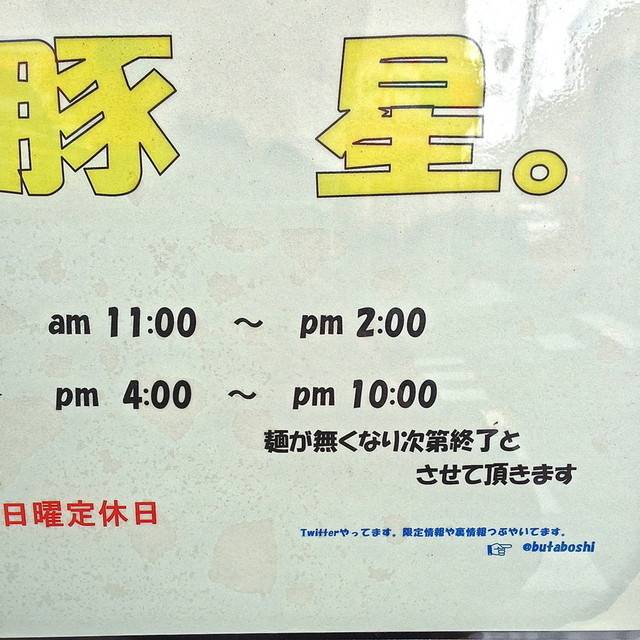 豚 星。
am 11:00 ～ pm 2:00
pm 4:00 ～ pm 10:00
麺が無くなり次第終了と
させて頂きます
日曜定休日
Twitterやってます。限定情報や裏情報つぶやいてます。
☞ @butaboshi